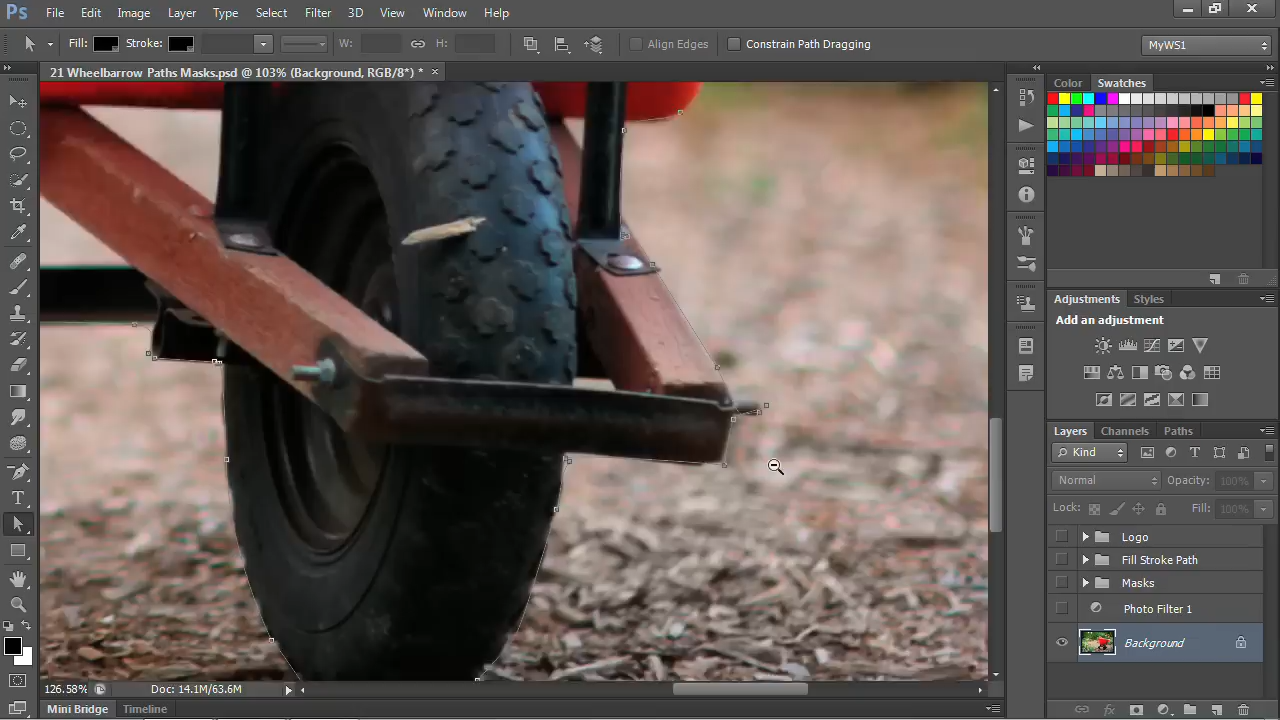 Ps File Edit Image Layer Type Select Filter 3D View Window Help
Fill: Stroke: W: H: Align Edges Constrain Path Dragging MyWS1
21 Wheelbarrow Paths Masks.psd @ 103% (Background, RGB/8*) * ×
Color Swatches
Adjustments Styles
Add an adjustment
Layers Channels Paths
Kind
Normal Opacity: 100%
Lock: Fill: 100%
Logo
Fill Stroke Path
Masks
Photo Filter 1
Background
126.58% Doc: 14.1M/63.6M
Mini Bridge Timeline